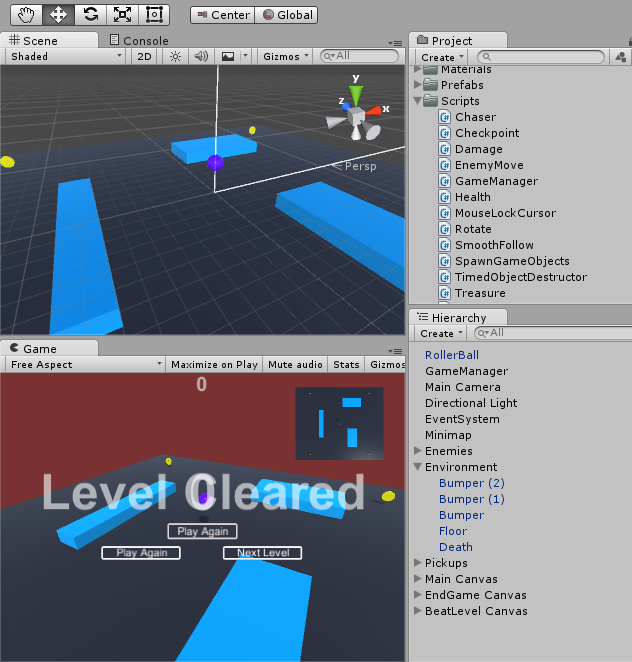 Center Global
Scene Console
Shaded 2D Gizmos All
y
z
x
Persp
Game
Free Aspect Maximize on Play Mute audio Stats Gizmos
0
Level Cleared
Play Again
Play Again Next Level
Project
Create
Materials
Prefabs
Scripts
Chaser
Checkpoint
Damage
EnemyMove
GameManager
Health
MouseLockCursor
Rotate
SmoothFollow
SpawnGameObjects
TimedObjectDestructor
Treasure
Hierarchy
Create All
RollerBall
GameManager
Main Camera
Directional Light
EventSystem
Minimap
Enemies
Environment
Bumper (2)
Bumper (1)
Bumper
Floor
Death
Pickups
Main Canvas
EndGame Canvas
BeatLevel Canvas